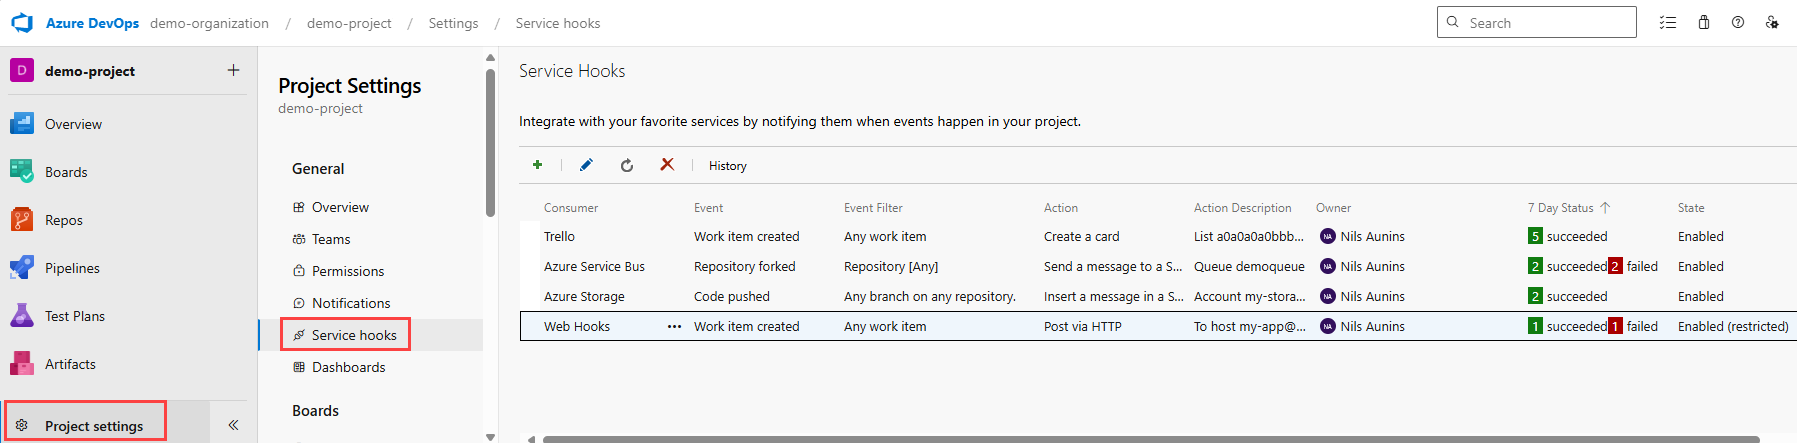 Azure DevOps demo-organization / demo-project / Settings / Service hooks
Search
D demo-project +
Overview
Boards
Repos
Pipelines
Test Plans
Artifacts
Project settings
Project Settings
demo-project
General
Overview
Teams
Permissions
Notifications
Service hooks
Dashboards
Boards
Service Hooks
Integrate with your favorite services by notifying them when events happen in your project.
History
Consumer Event Event Filter Action Action Description Owner 7 Day Status ↑ State
Trello Work item created Any work item Create a card List a0a0a0a0bbb... NA Nils Aunins 5 succeeded Enabled
Azure Service Bus Repository forked Repository [Any] Send a message to a S... Queue demoqueue NA Nils Aunins 2 succeeded 2 failed Enabled
Azure Storage Code pushed Any branch on any repository. Insert a message in a S... Account my-stora... NA Nils Aunins 2 succeeded Enabled
Web Hooks ... Work item created Any work item Post via HTTP To host my-app@... NA Nils Aunins 1 succeeded 1 failed Enabled (restricted)